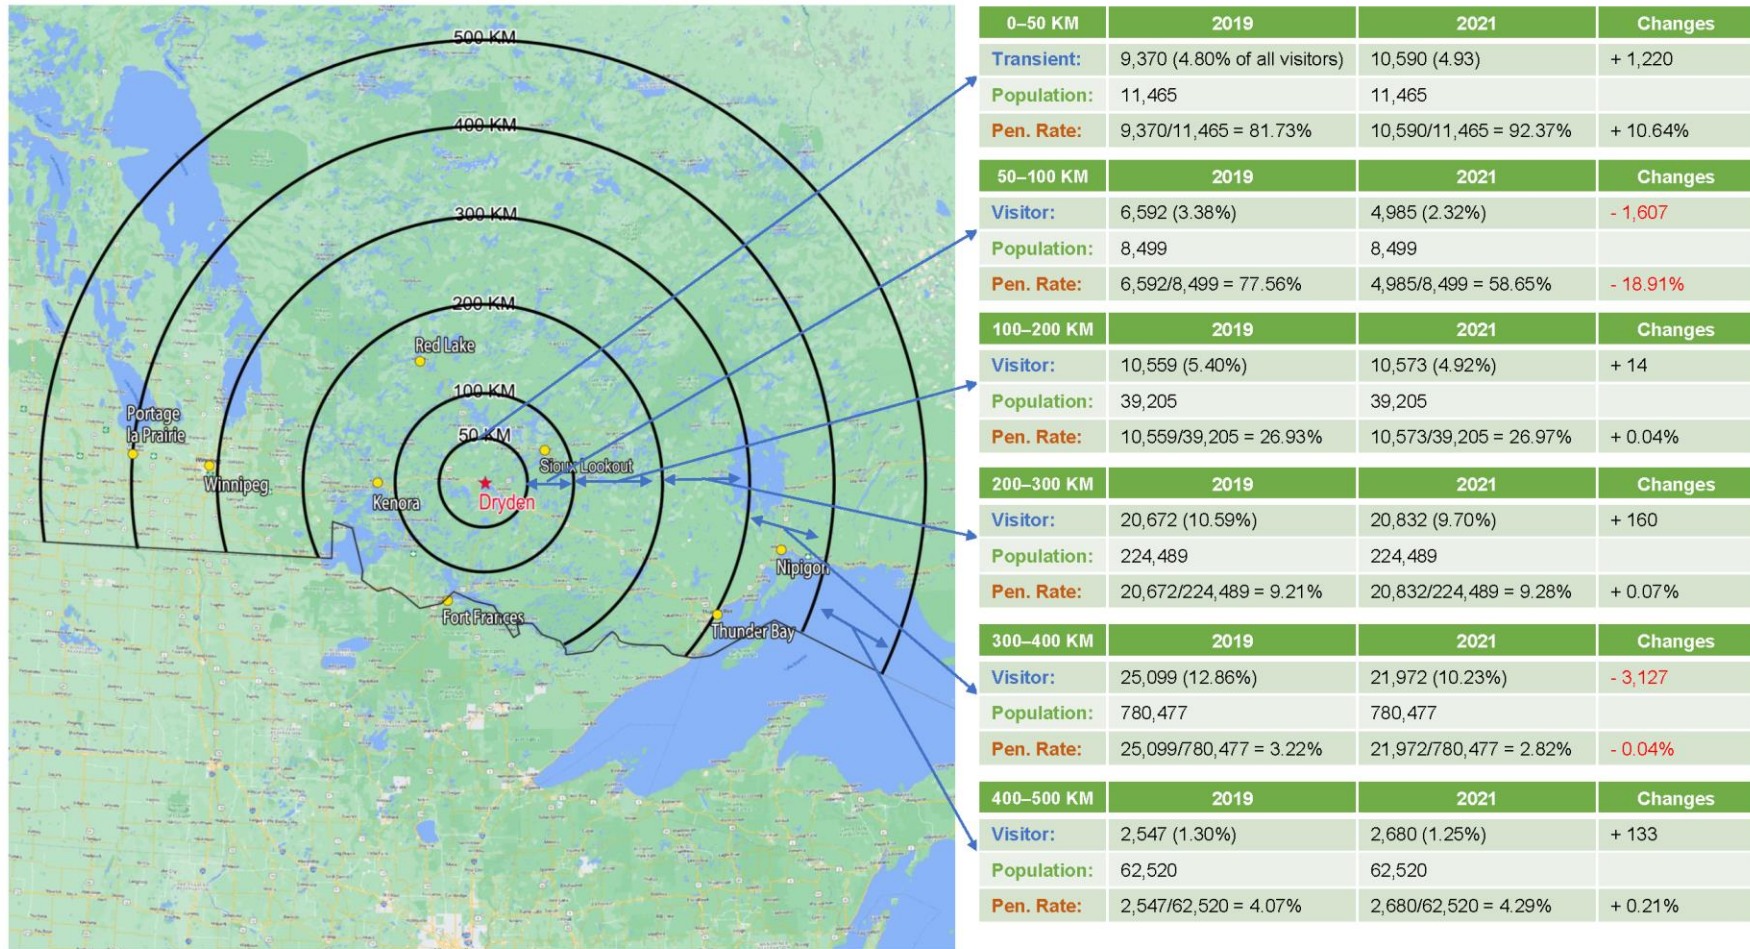 500 KM
400 KM
300 KM
200 KM
Red Lake
100 KM
Portage
la Prairie
50 KM
Sioux Lookout
Winnipeg
Kenora
Dryden
Nipigon
Fort Frances
Thunder Bay
0–50 KM 2019 2021 Changes
Transient: 9,370 (4.80% of all visitors) 10,590 (4.93) + 1,220
Population: 11,465 11,465
Pen. Rate: 9,370/11,465 = 81.73% 10,590/11,465 = 92.37% + 10.64%
50–100 KM 2019 2021 Changes
Visitor: 6,592 (3.38%) 4,985 (2.32%) - 1,607
Population: 8,499 8,499
Pen. Rate: 6,592/8,499 = 77.56% 4,985/8,499 = 58.65% - 18.91%
100–200 KM 2019 2021 Changes
Visitor: 10,559 (5.40%) 10,573 (4.92%) + 14
Population: 39,205 39,205
Pen. Rate: 10,559/39,205 = 26.93% 10,573/39,205 = 26.97% + 0.04%
200–300 KM 2019 2021 Changes
Visitor: 20,672 (10.59%) 20,832 (9.70%) + 160
Population: 224,489 224,489
Pen. Rate: 20,672/224,489 = 9.21% 20,832/224,489 = 9.28% + 0.07%
300–400 KM 2019 2021 Changes
Visitor: 25,099 (12.86%) 21,972 (10.23%) - 3,127
Population: 780,477 780,477
Pen. Rate: 25,099/780,477 = 3.22% 21,972/780,477 = 2.82% - 0.04%
400–500 KM 2019 2021 Changes
Visitor: 2,547 (1.30%) 2,680 (1.25%) + 133
Population: 62,520 62,520
Pen. Rate: 2,547/62,520 = 4.07% 2,680/62,520 = 4.29% + 0.21%